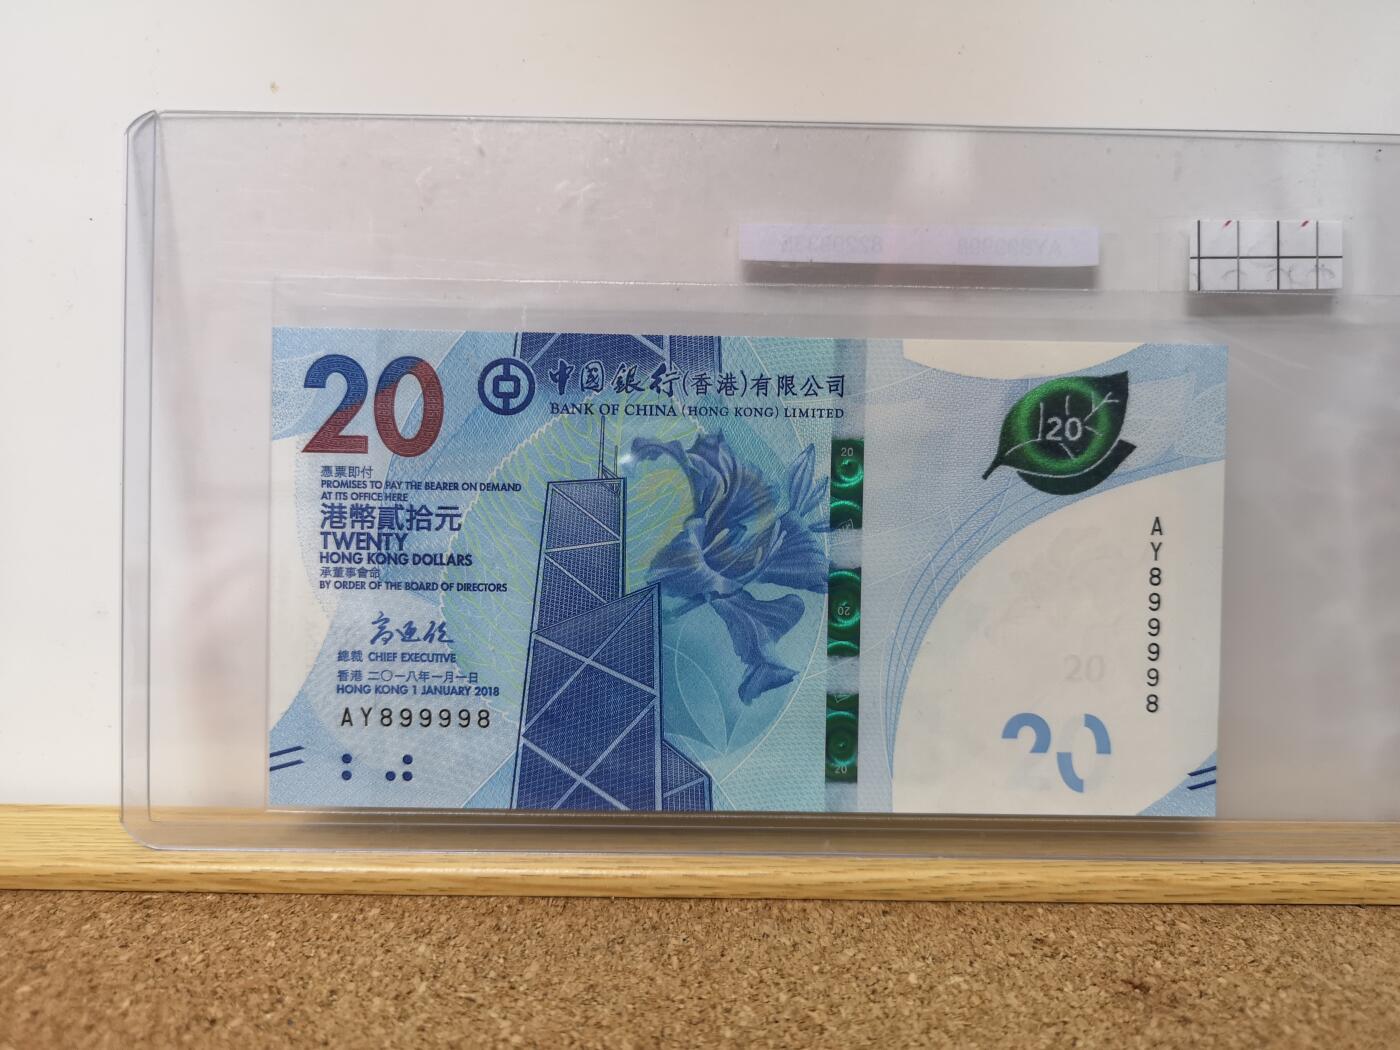 20
中國銀行(香港)有限公司
BANK OF CHINA (HONG KONG) LIMITED
憑票即付
PROMISES TO PAY THE BEARER ON DEMAND
AT ITS OFFICE HERE
港幣貳拾元
TWENTY
HONG KONG DOLLARS
承董事會命
BY ORDER OF THE BOARD OF DIRECTORS
總裁 CHIEF EXECUTIVE
香港 二〇一八年一月一日
HONG KONG 1 JANUARY 2018
AY899998
20
20
20
20
AY899998
20
20